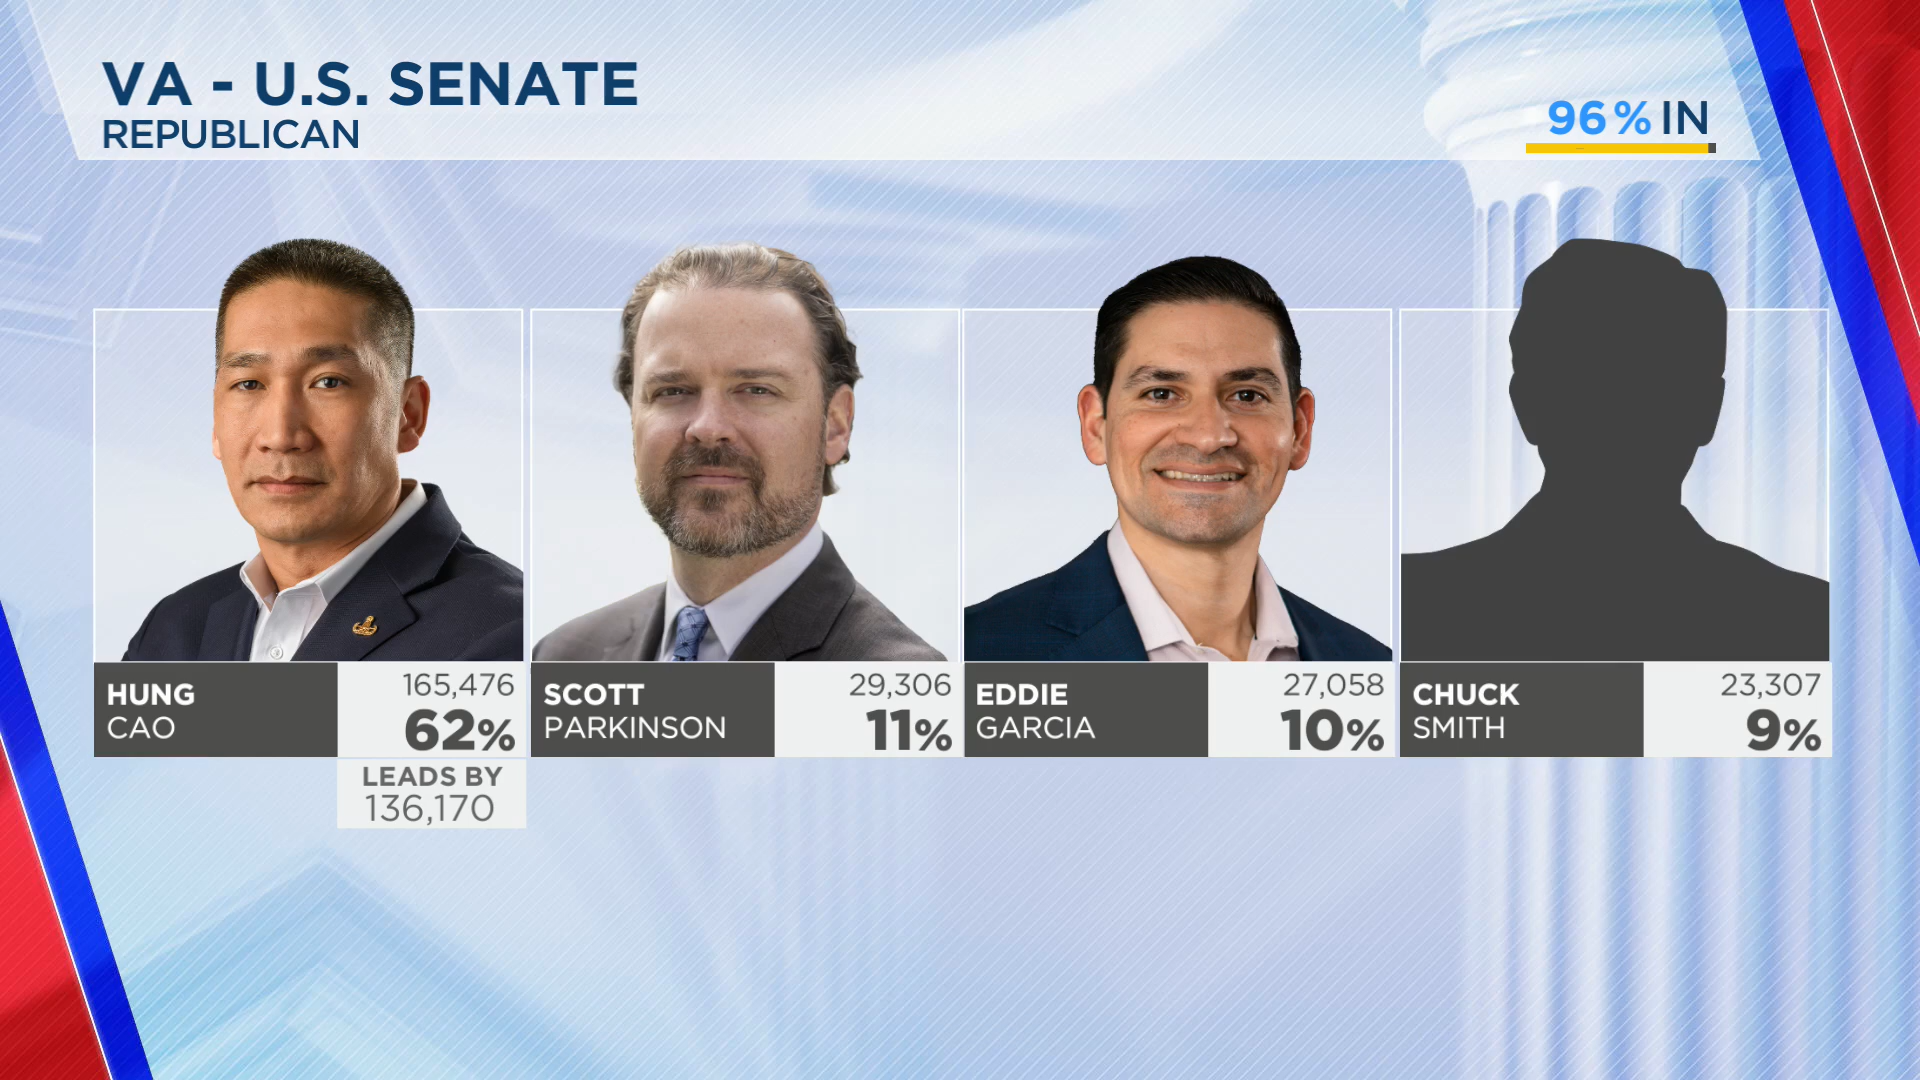 VA - U.S. SENATE
REPUBLICAN
96% IN
HUNG
CAO
165,476
62%
LEADS BY
136,170
SCOTT
PARKINSON
29,306
11%
EDDIE
GARCIA
27,058
10%
CHUCK
SMITH
23,307
9%